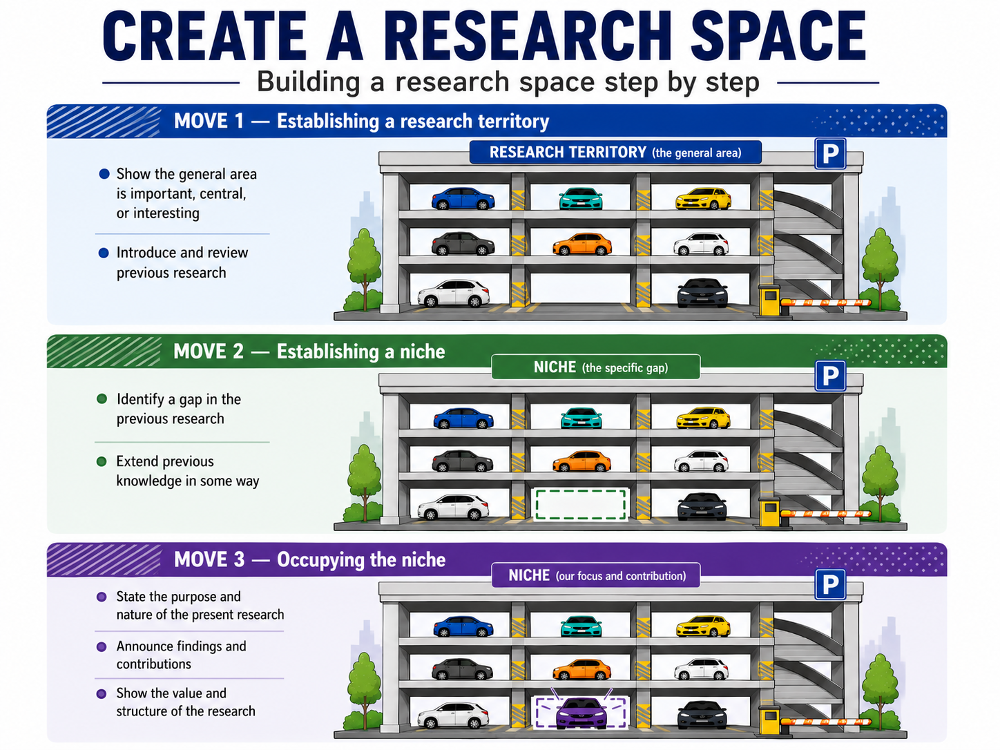 CREATE A RESEARCH SPACE
Building a research space step by step
MOVE 1 — Establishing a research territory
RESEARCH TERRITORY (the general area)
P
Show the general area
is important, central,
or interesting
Introduce and review
previous research
MOVE 2 — Establishing a niche
NICHE (the specific gap)
P
Identify a gap in the
previous research
Extend previous
knowledge in some way
MOVE 3 — Occupying the niche
NICHE (our focus and contribution)
P
State the purpose and
nature of the present research
Announce findings and
contributions
Show the value and
structure of the research